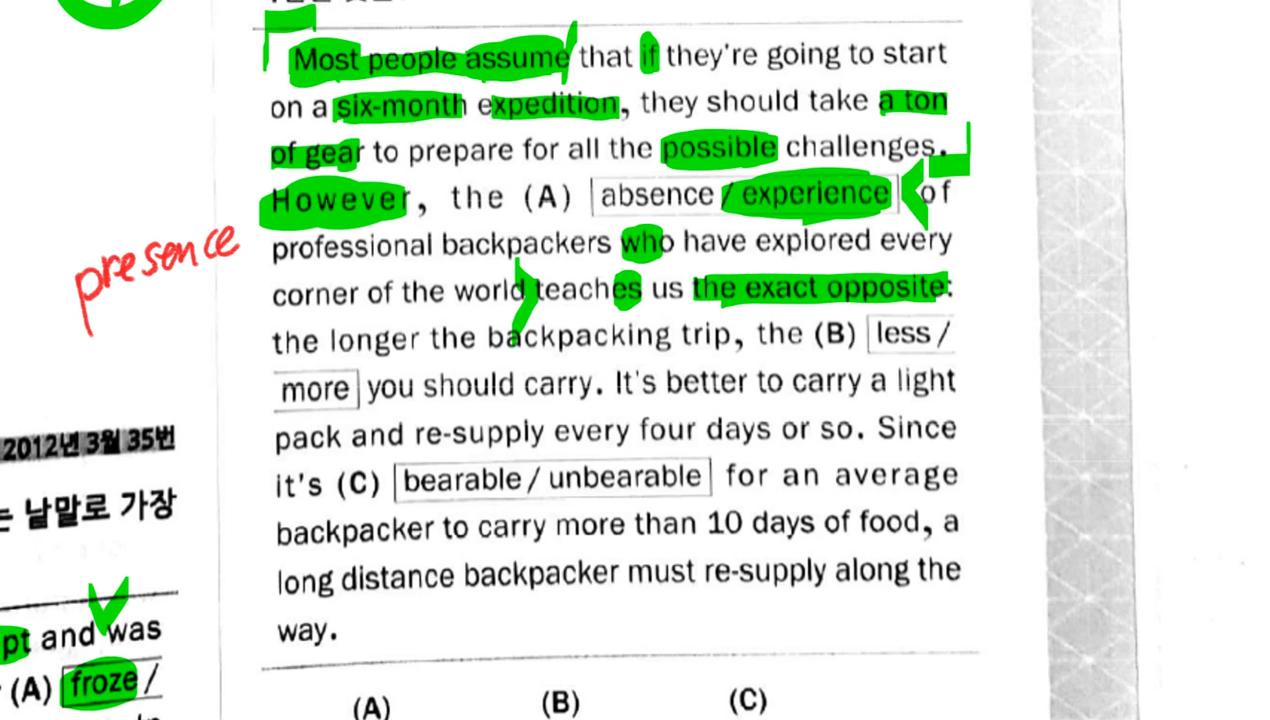 Most people assume that if they're going to start
on a six-month expedition, they should take a ton
of gear to prepare for all the possible challenges.
However, the (A) absence / experience of
professional backpackers who have explored every
presence
corner of the world teaches us the exact opposite:
the longer the backpacking trip, the (B) less /
more you should carry. It's better to carry a light
pack and re-supply every four days or so. Since
it's (C) bearable / unbearable for an average
backpacker to carry more than 10 days of food, a
long distance backpacker must re-supply along the
way.
(A) (B) (C)
2012년 3월 35번
는 낱말로 가장
pt and was
(A) froze /